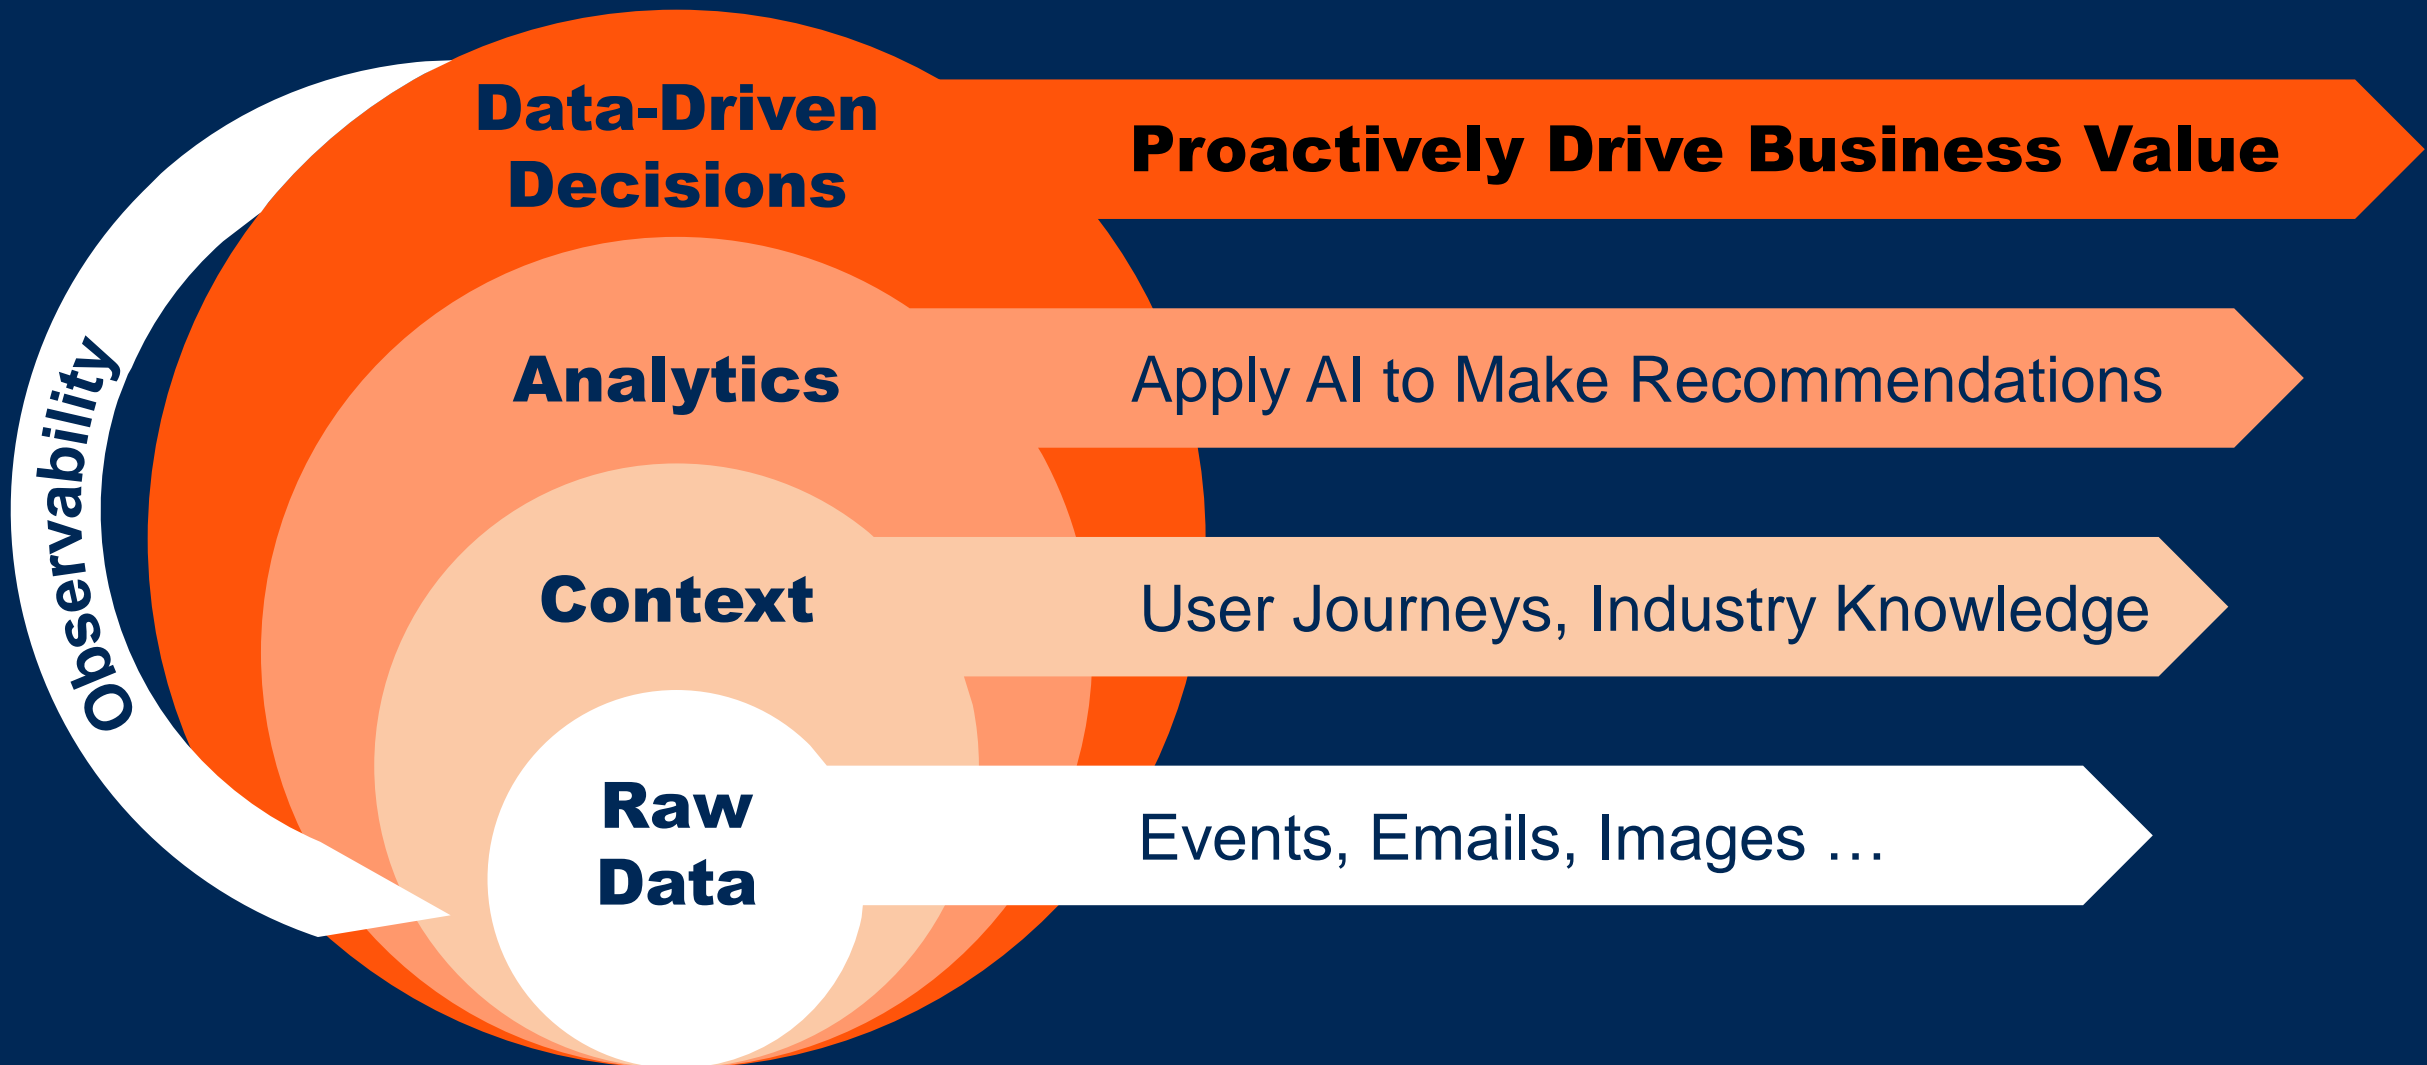 Data-Driven
Decisions
Proactively Drive Business Value
Analytics
Apply AI to Make Recommendations
Context
User Journeys, Industry Knowledge
Raw
Data
Events, Emails, Images …
Observability